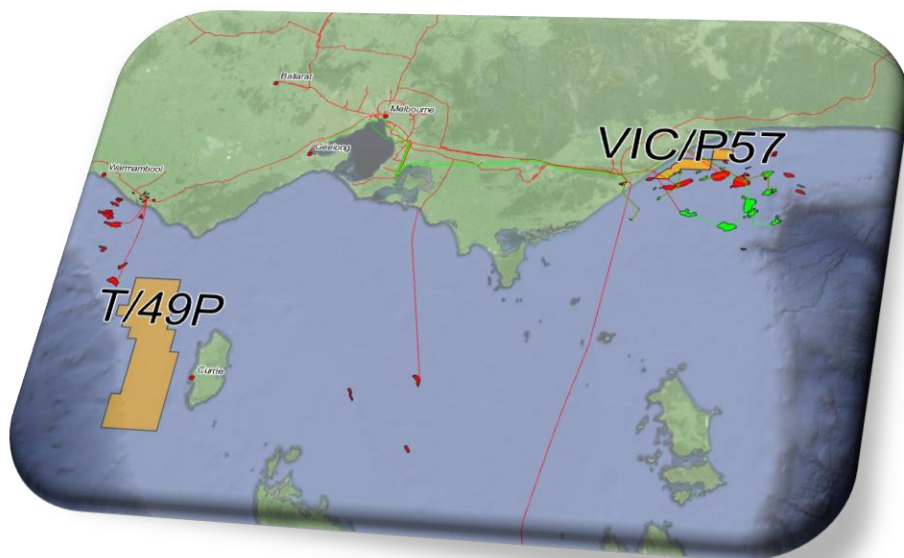 Ballarat
Melbourne
Geelong
VIC/P57
Warrnambool
T/49P
Currie